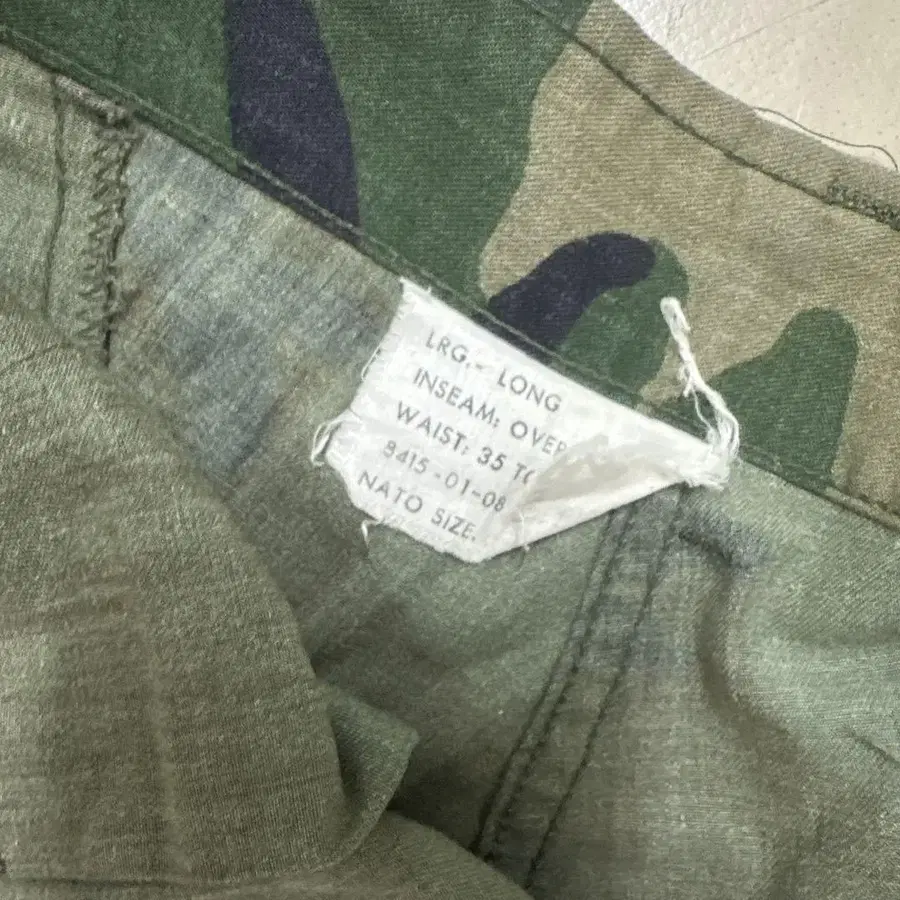 LRG.- LONG
INSEAM: OVER
WAIST: 35 TO
8415-01-08
NATO SIZE.